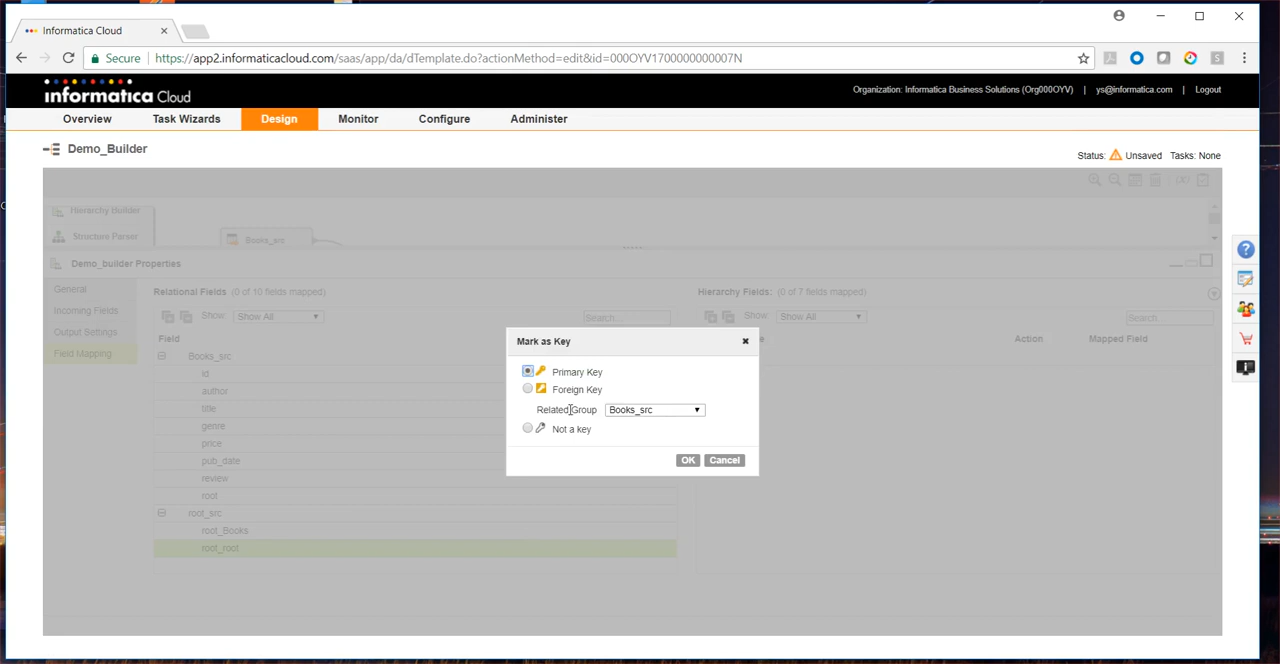 Informatica Cloud
Secure https://app2.informaticacloud.com/saas/app/da/dTemplate.do?actionMethod=edit&id=000OYV1700000000007N
informatica Cloud
Organization: Informatica Business Solutions (Org000OYV) | ys@informatica.com | Logout
Overview Task Wizards Design Monitor Configure Administer
Demo_Builder
Status: Unsaved Tasks: None
Hierarchy Builder
Structure Parser
Books_src
Demo_builder Properties
General
Incoming Fields
Output Settings
Field Mapping
Relational Fields (0 of 10 fields mapped)
Show: Show All Search...
Field
Books_src
id
author
title
genre
price
pub_date
review
root
root_src
root_Books
root_root
Hierarchy Fields: (0 of 7 fields mapped)
Show: Show All Search
Action Mapped Field
Mark as Key
Primary Key
Foreign Key
Related Group Books_src
Not a key
OK Cancel